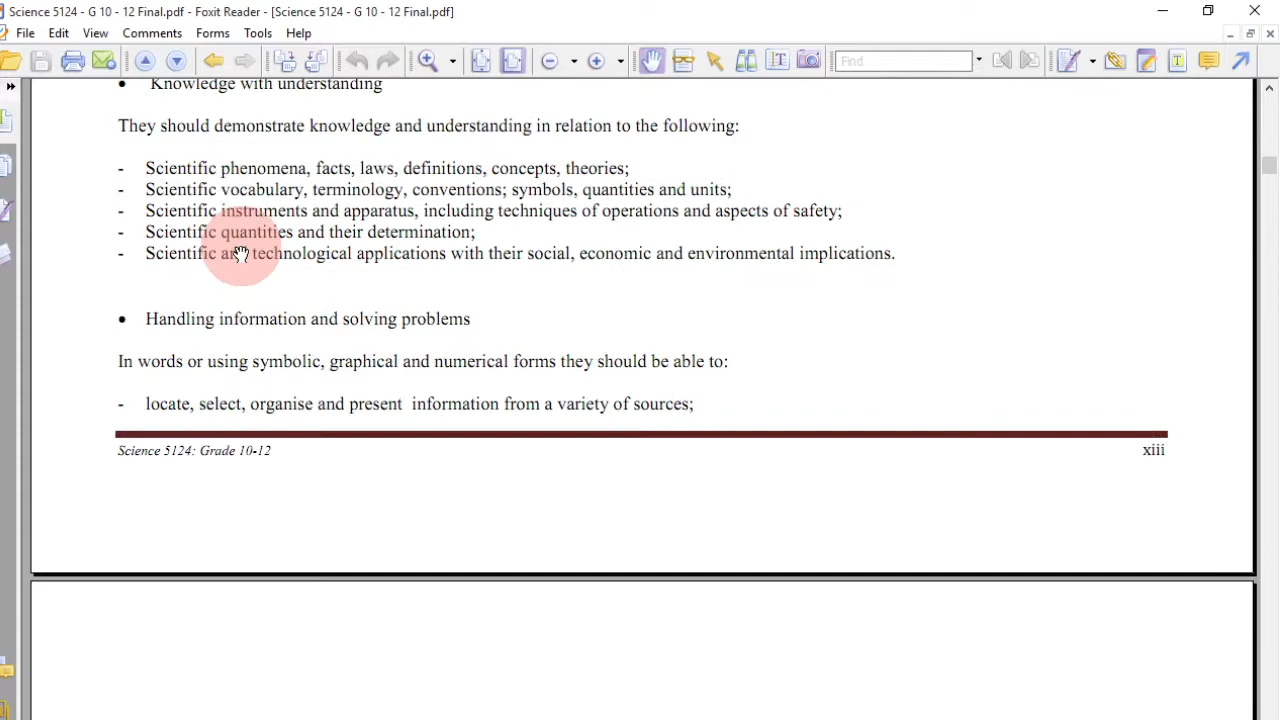 Science 5124 - G 10 - 12 Final.pdf - Foxit Reader - [Science 5124 - G 10 - 12 Final.pdf]
File Edit View Comments Forms Tools Help
Find
• Knowledge with understanding
They should demonstrate knowledge and understanding in relation to the following:
- Scientific phenomena, facts, laws, definitions, concepts, theories;
- Scientific vocabulary, terminology, conventions; symbols, quantities and units;
- Scientific instruments and apparatus, including techniques of operations and aspects of safety;
- Scientific quantities and their determination;
- Scientific and technological applications with their social, economic and environmental implications.
• Handling information and solving problems
In words or using symbolic, graphical and numerical forms they should be able to:
- locate, select, organise and present information from a variety of sources;
Science 5124: Grade 10-12 xiii